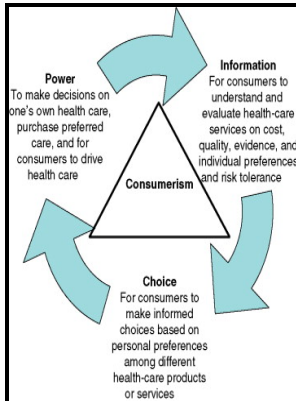 Power
To make decisions on
one's own health care,
purchase preferred
care, and for
consumers to drive
health care
Information
For consumers to
understand and
evaluate health-care
services on cost,
quality, evidence, and
individual preferences
and risk tolerance
Consumerism
Choice
For consumers to
make informed
choices based on
personal preferences
among different
health-care products
or services